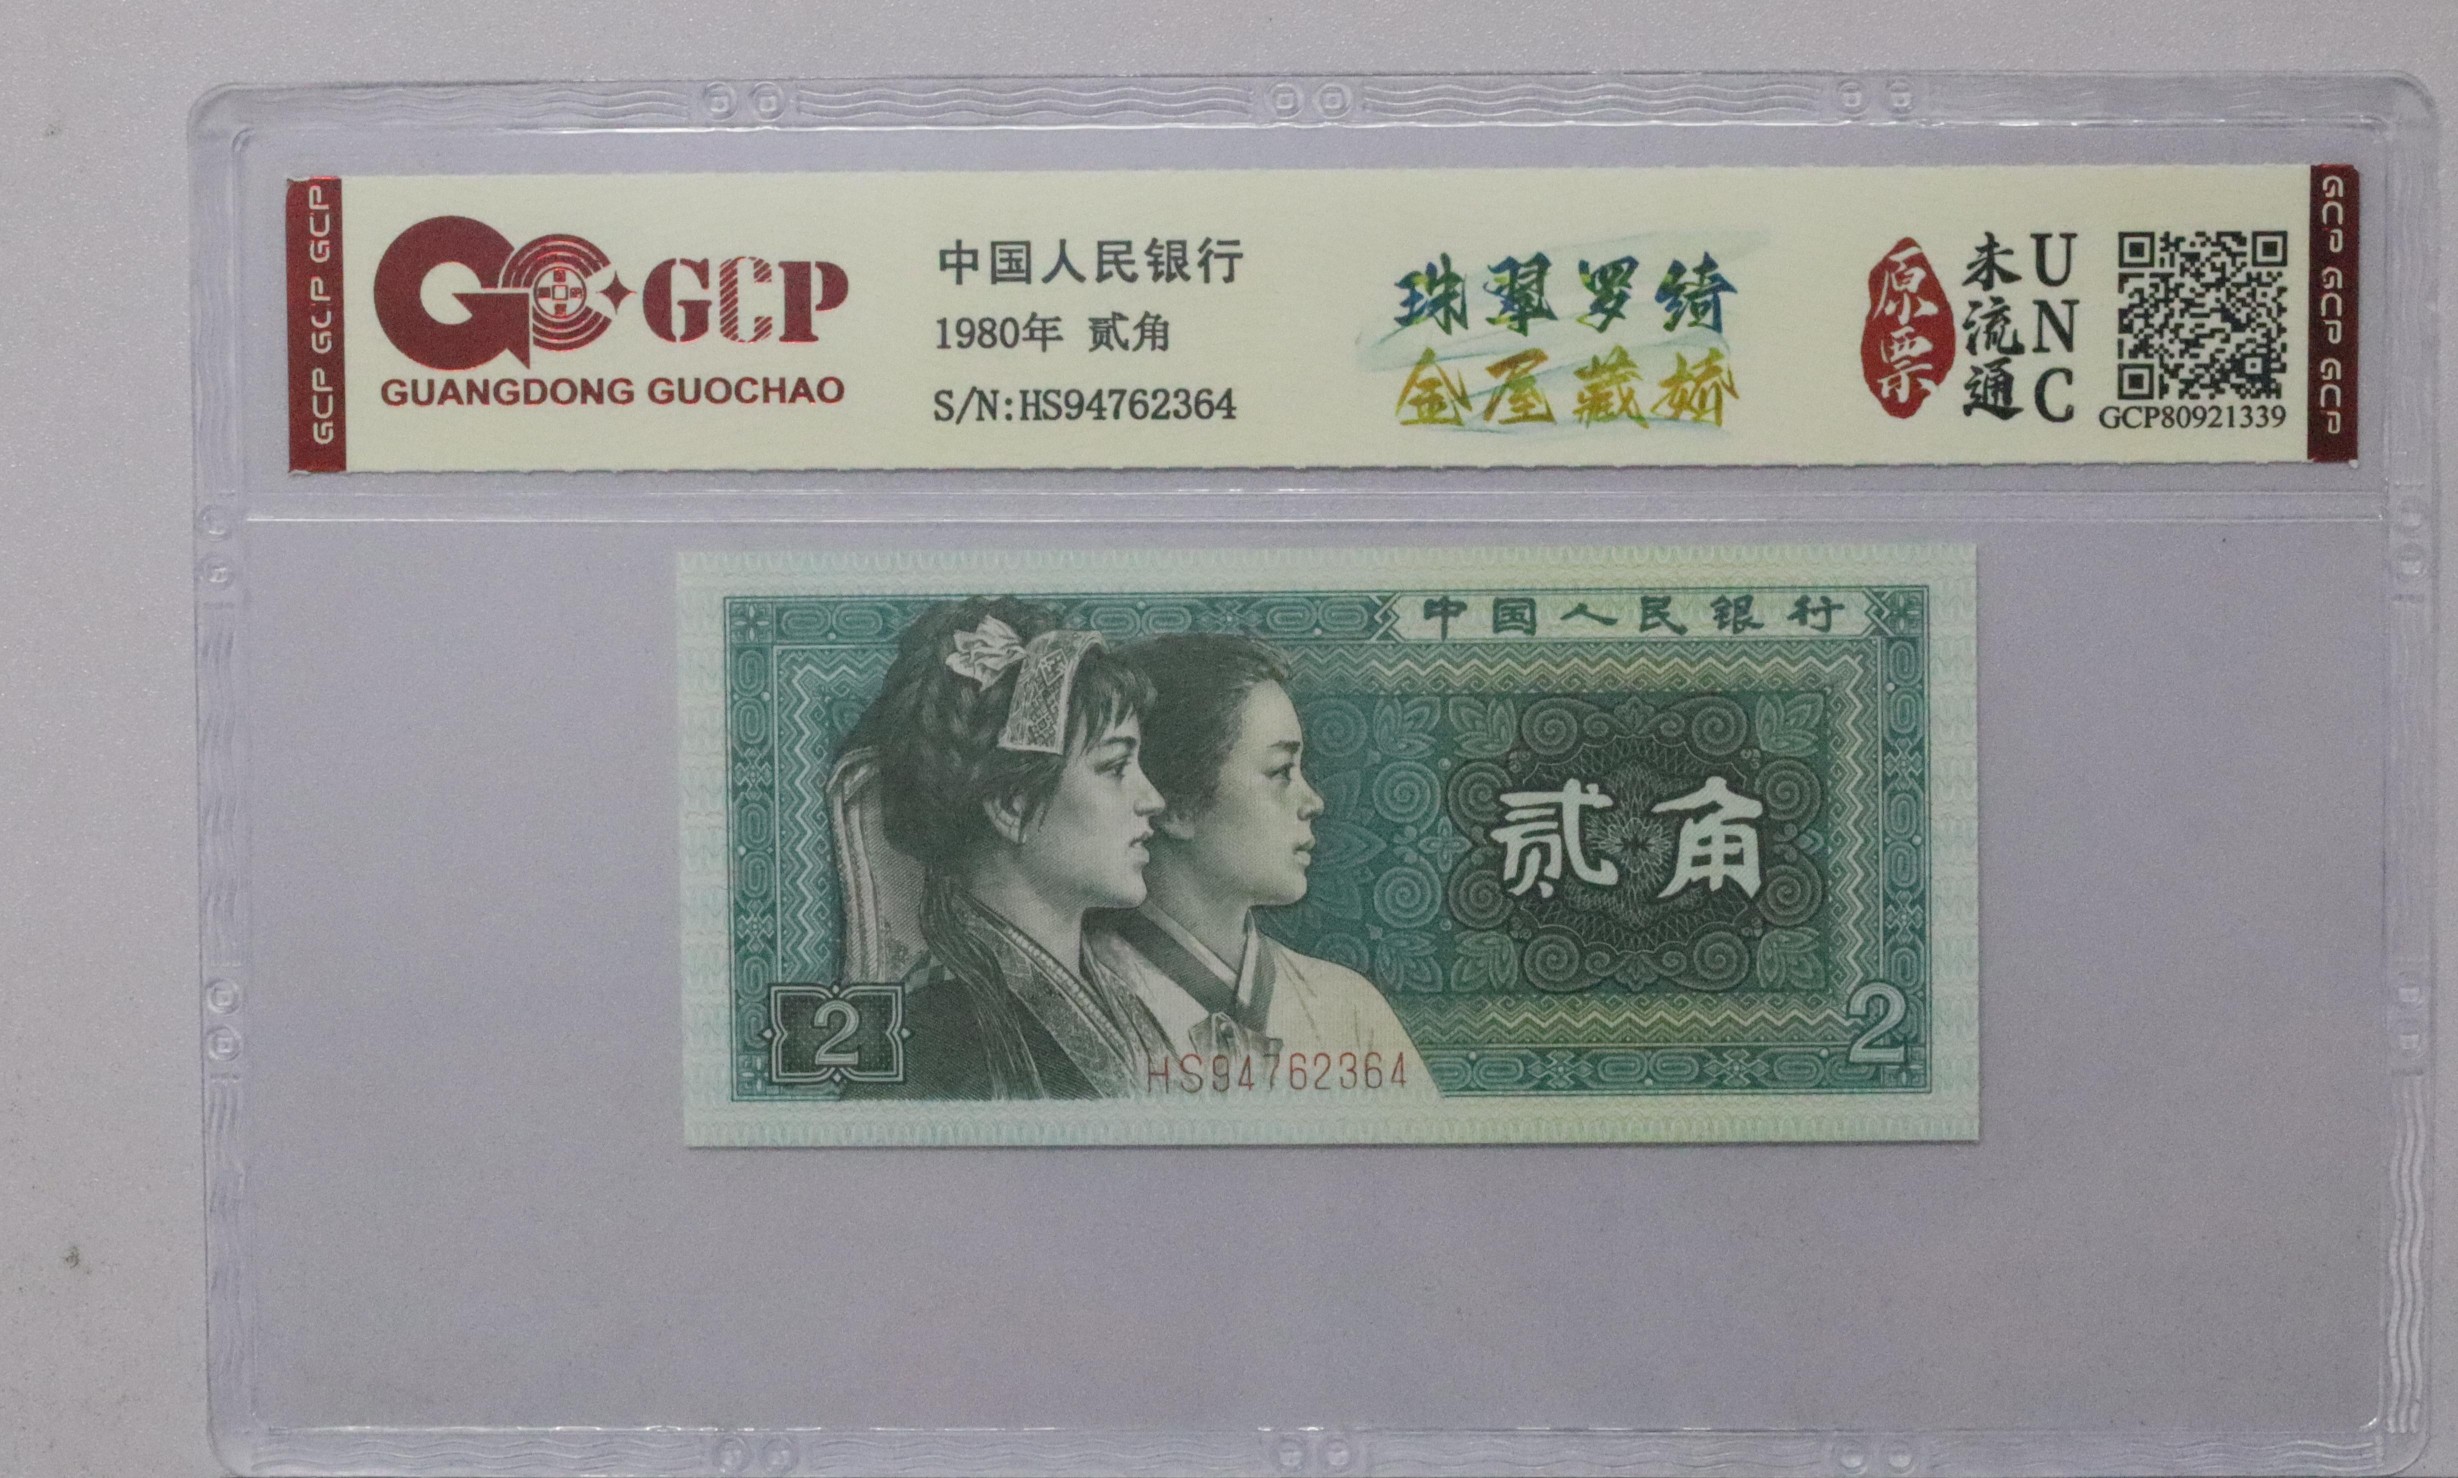 GCP GCP GCP
GCP
GUANGDONG GUOCHAO
中国人民银行
1980年 贰角
S/N:HS94762364
珠翠罗绮
金屋藏娇
原票
未流通
UNC
GCP80921339
GCP GCP GCP
中国人民银行
贰角
2
2
HS94762364